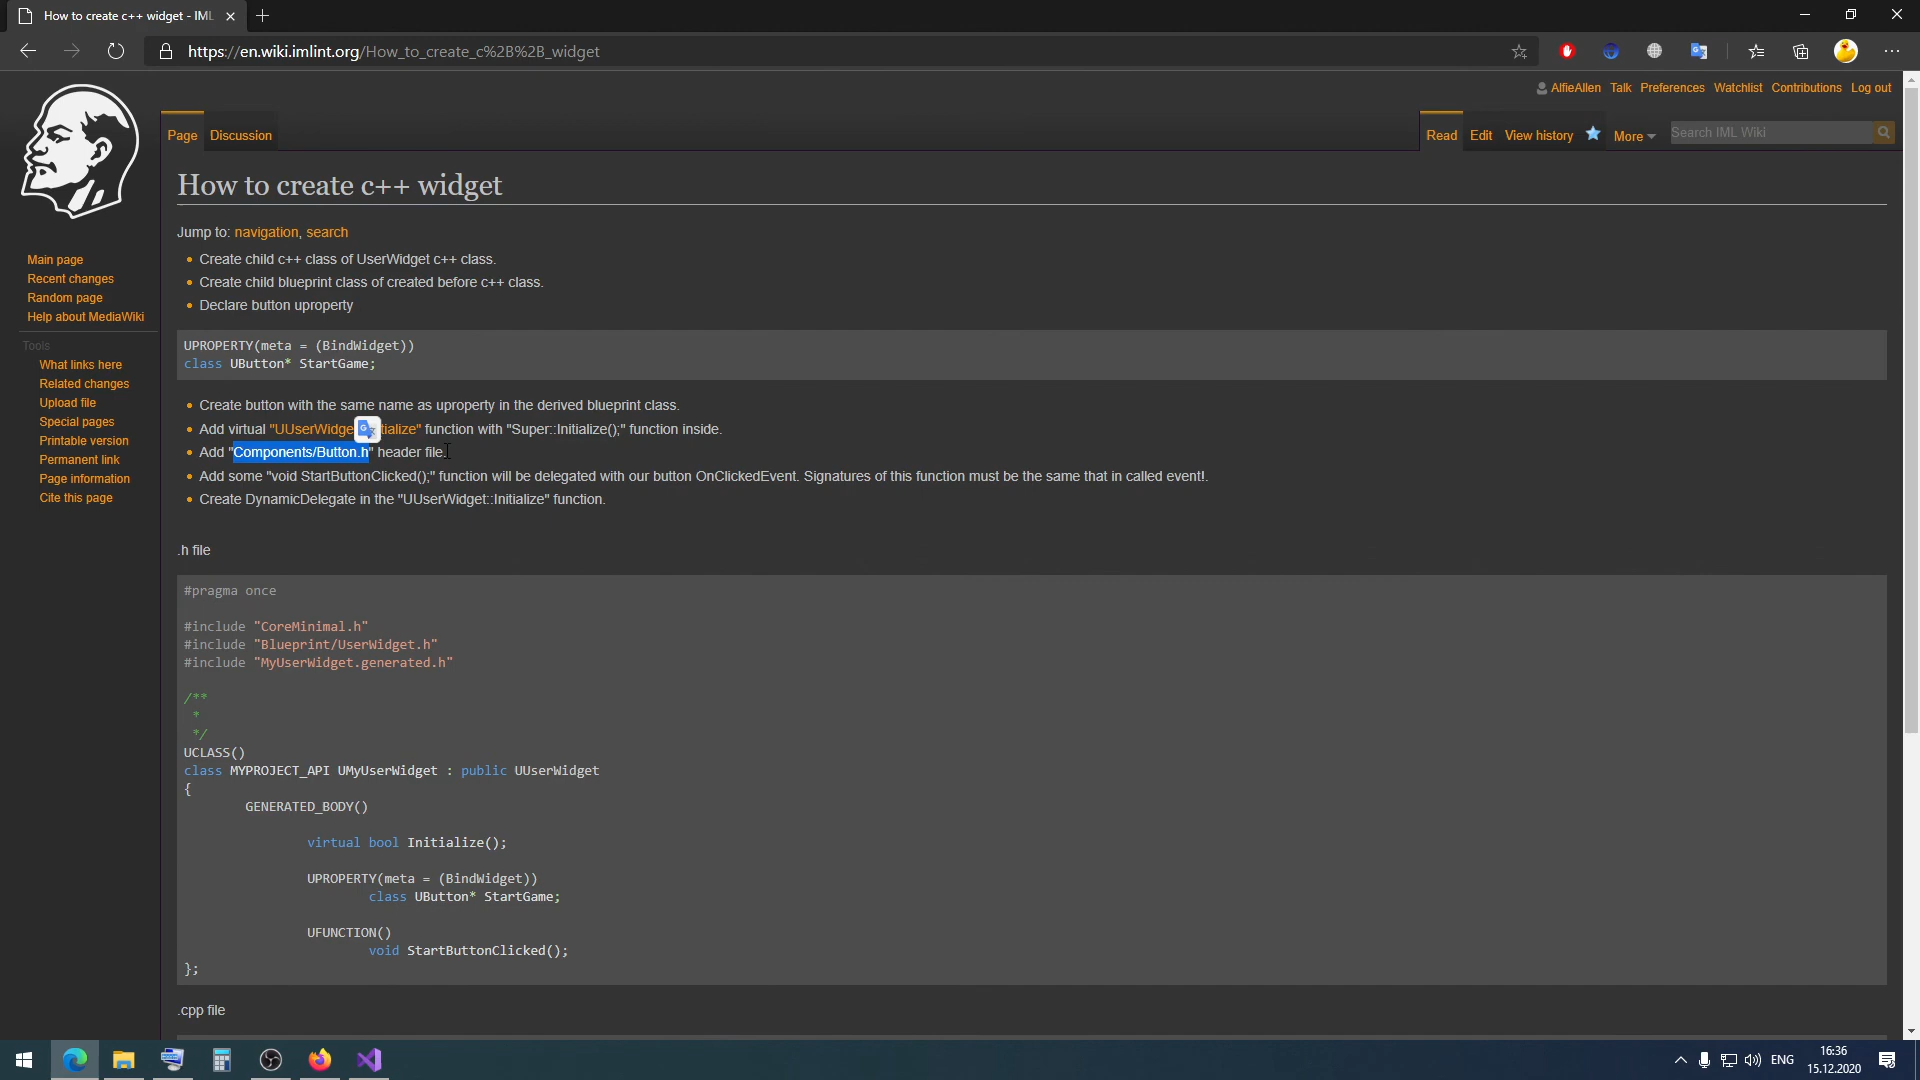 How to create c++ widget - IML
https://en.wiki.imlint.org/How_to_create_c%2B%2B_widget
AlfieAllen Talk Preferences Watchlist Contributions Log out
Page Discussion
Read Edit View history More
Search IML Wiki
How to create c++ widget
Jump to: navigation, search
Create child c++ class of UserWidget c++ class.
Create child blueprint class of created before c++ class.
Declare button uproperty
UPROPERTY(meta = (BindWidget))
class UButton* StartGame;
Create button with the same name as uproperty in the derived blueprint class.
Add virtual "UUserWidge tialize" function with "Super::Initialize();" function inside.
Add "Components/Button.h" header file.
Add some "void StartButtonClicked();" function will be delegated with our button OnClickedEvent. Signatures of this function must be the same that in called event!.
Create DynamicDelegate in the "UUserWidget::Initialize" function.
.h file
#pragma once
#include "CoreMinimal.h"
#include "Blueprint/UserWidget.h"
#include "MyUserWidget.generated.h"
/**
*
*/
UCLASS()
class MYPROJECT_API UMyUserWidget : public UUserWidget
{
GENERATED_BODY()
virtual bool Initialize();
UPROPERTY(meta = (BindWidget))
class UButton* StartGame;
UFUNCTION()
void StartButtonClicked();
};
.cpp file
Main page
Recent changes
Random page
Help about MediaWiki
Tools
What links here
Related changes
Upload file
Special pages
Printable version
Permanent link
Page information
Cite this page
ENG
16:36
15.12.2020